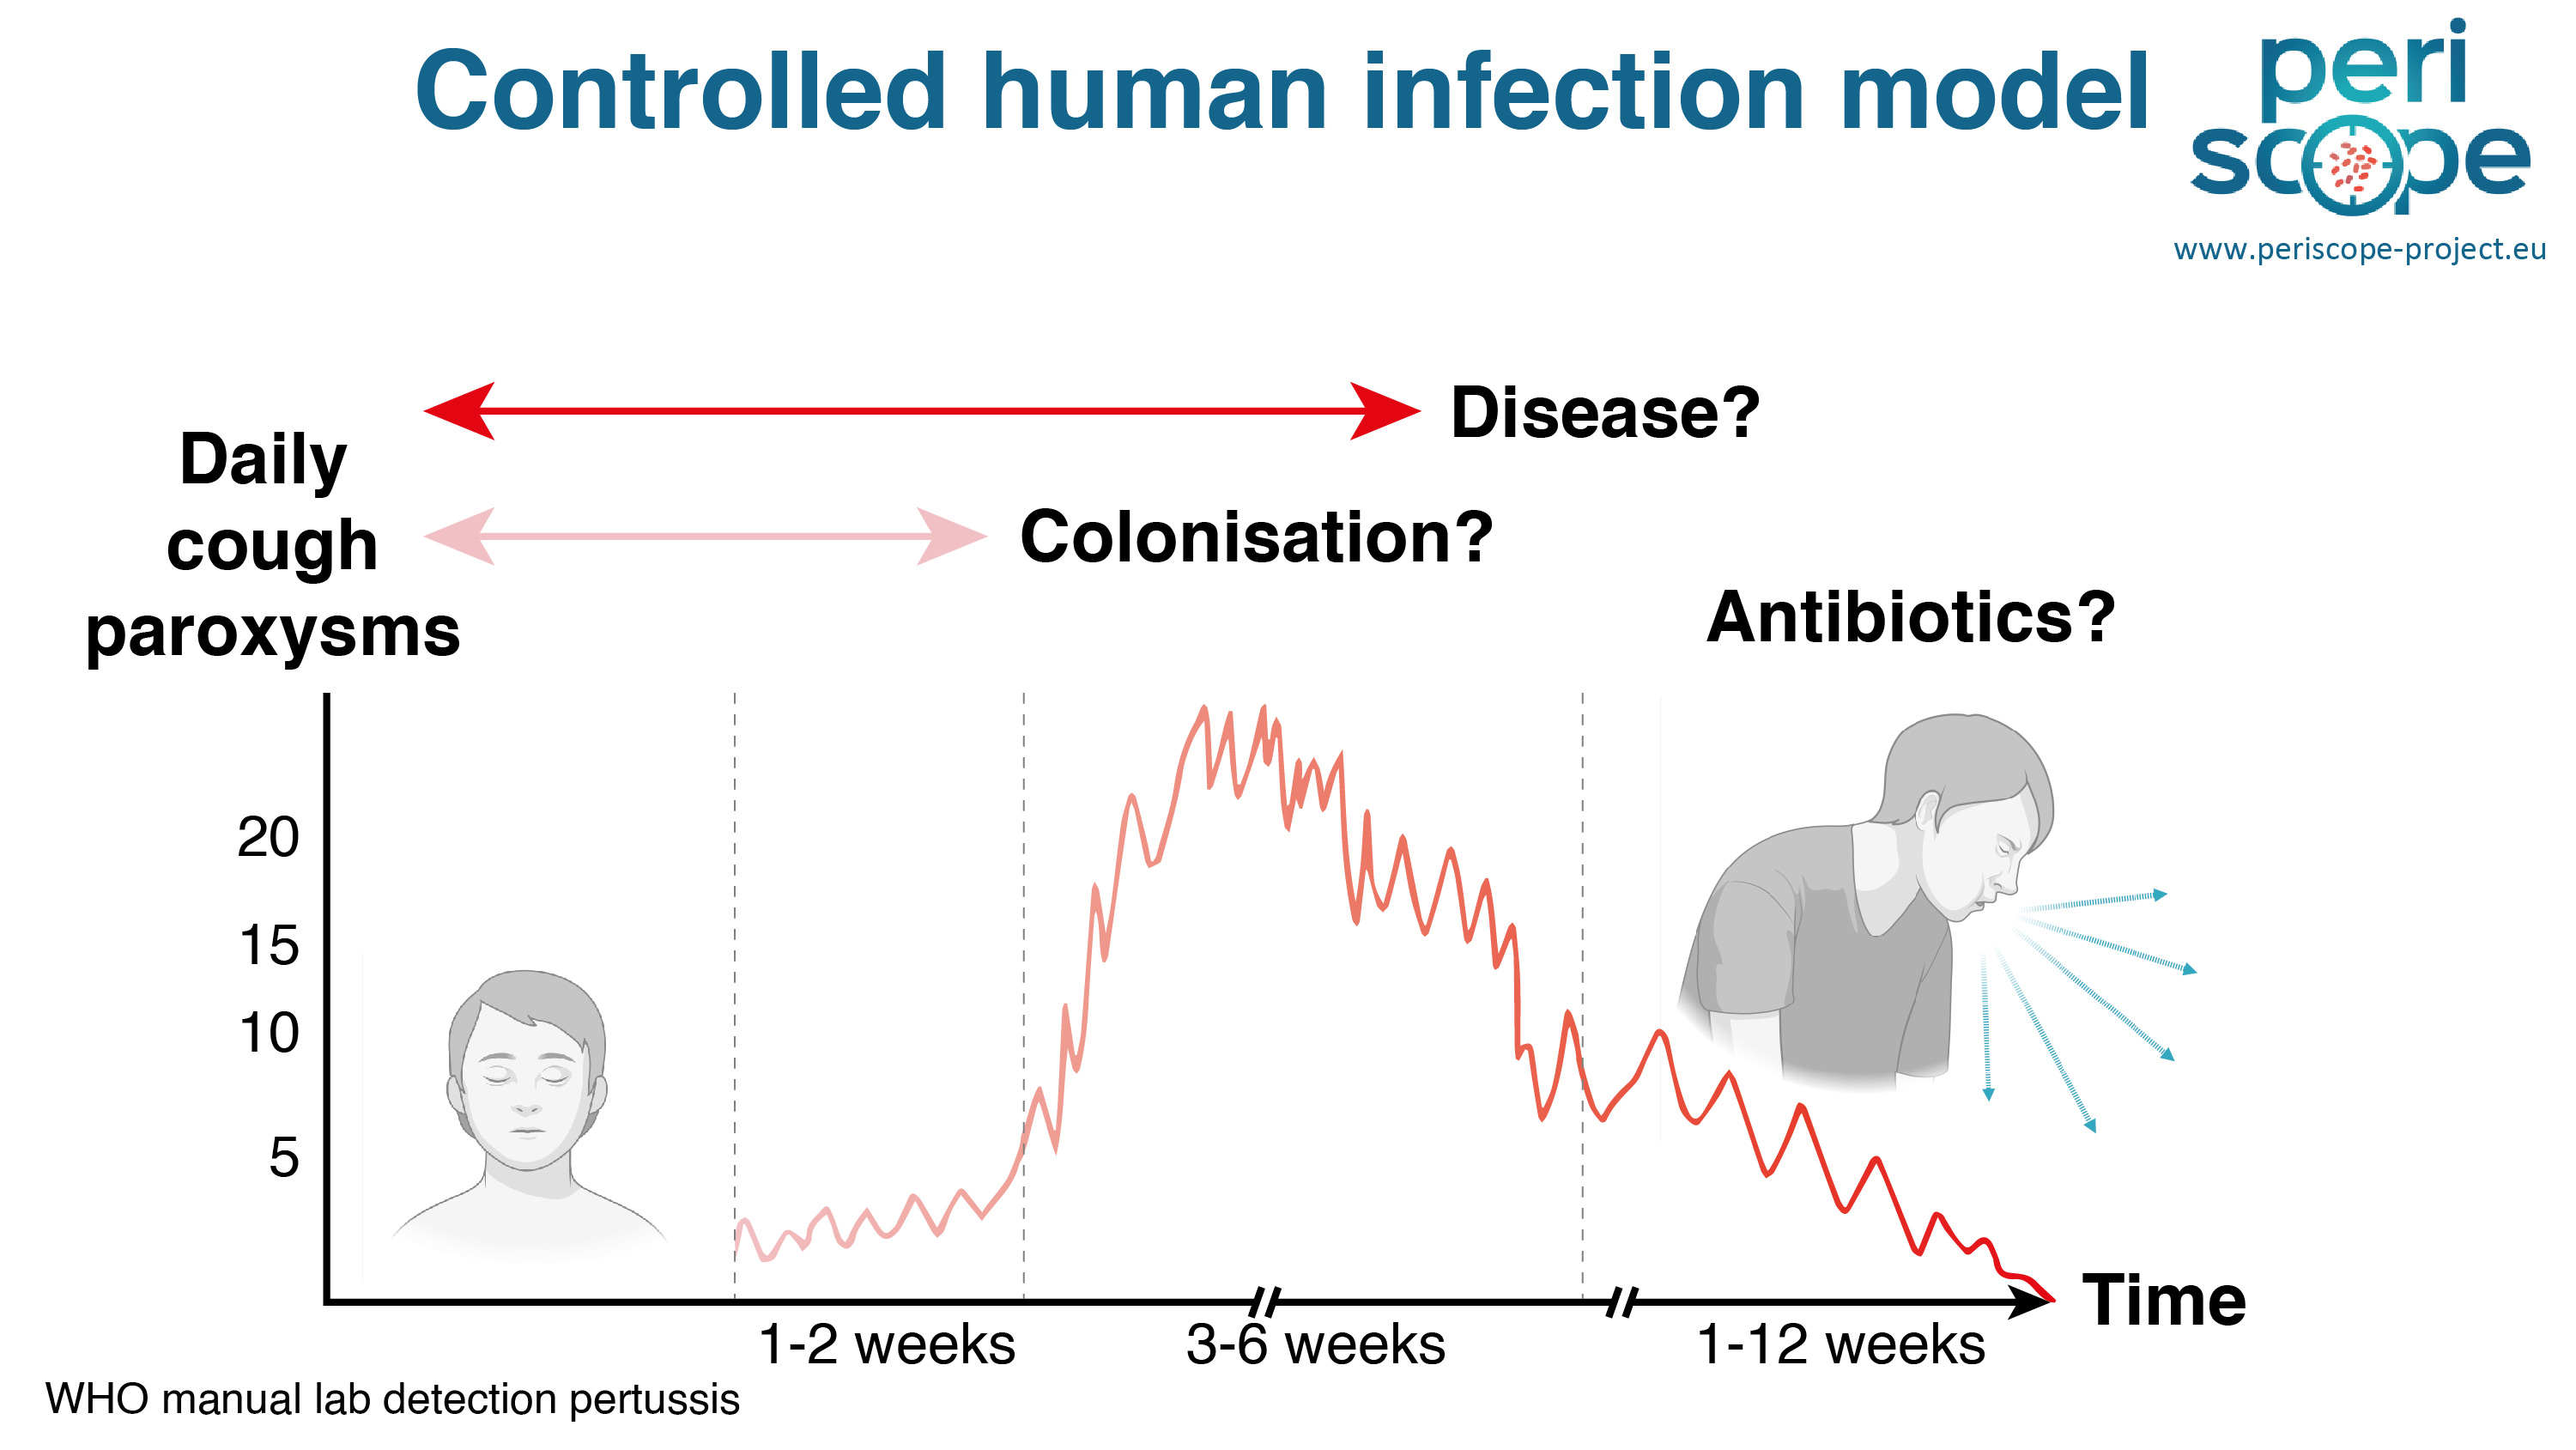 Controlled human infection model
peri
scope
www.periscope-project.eu
Disease?
Daily
cough
paroxysms
Colonisation?
Antibiotics?
20
15
10
5
Time
1-2 weeks
3-6 weeks
1-12 weeks
WHO manual lab detection pertussis